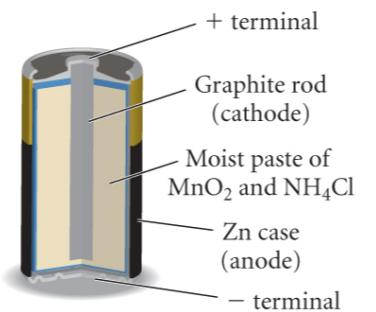 + terminal
Graphite rod
(cathode)
Moist paste of
MnO₂ and NH₄Cl
Zn case
(anode)
− terminal